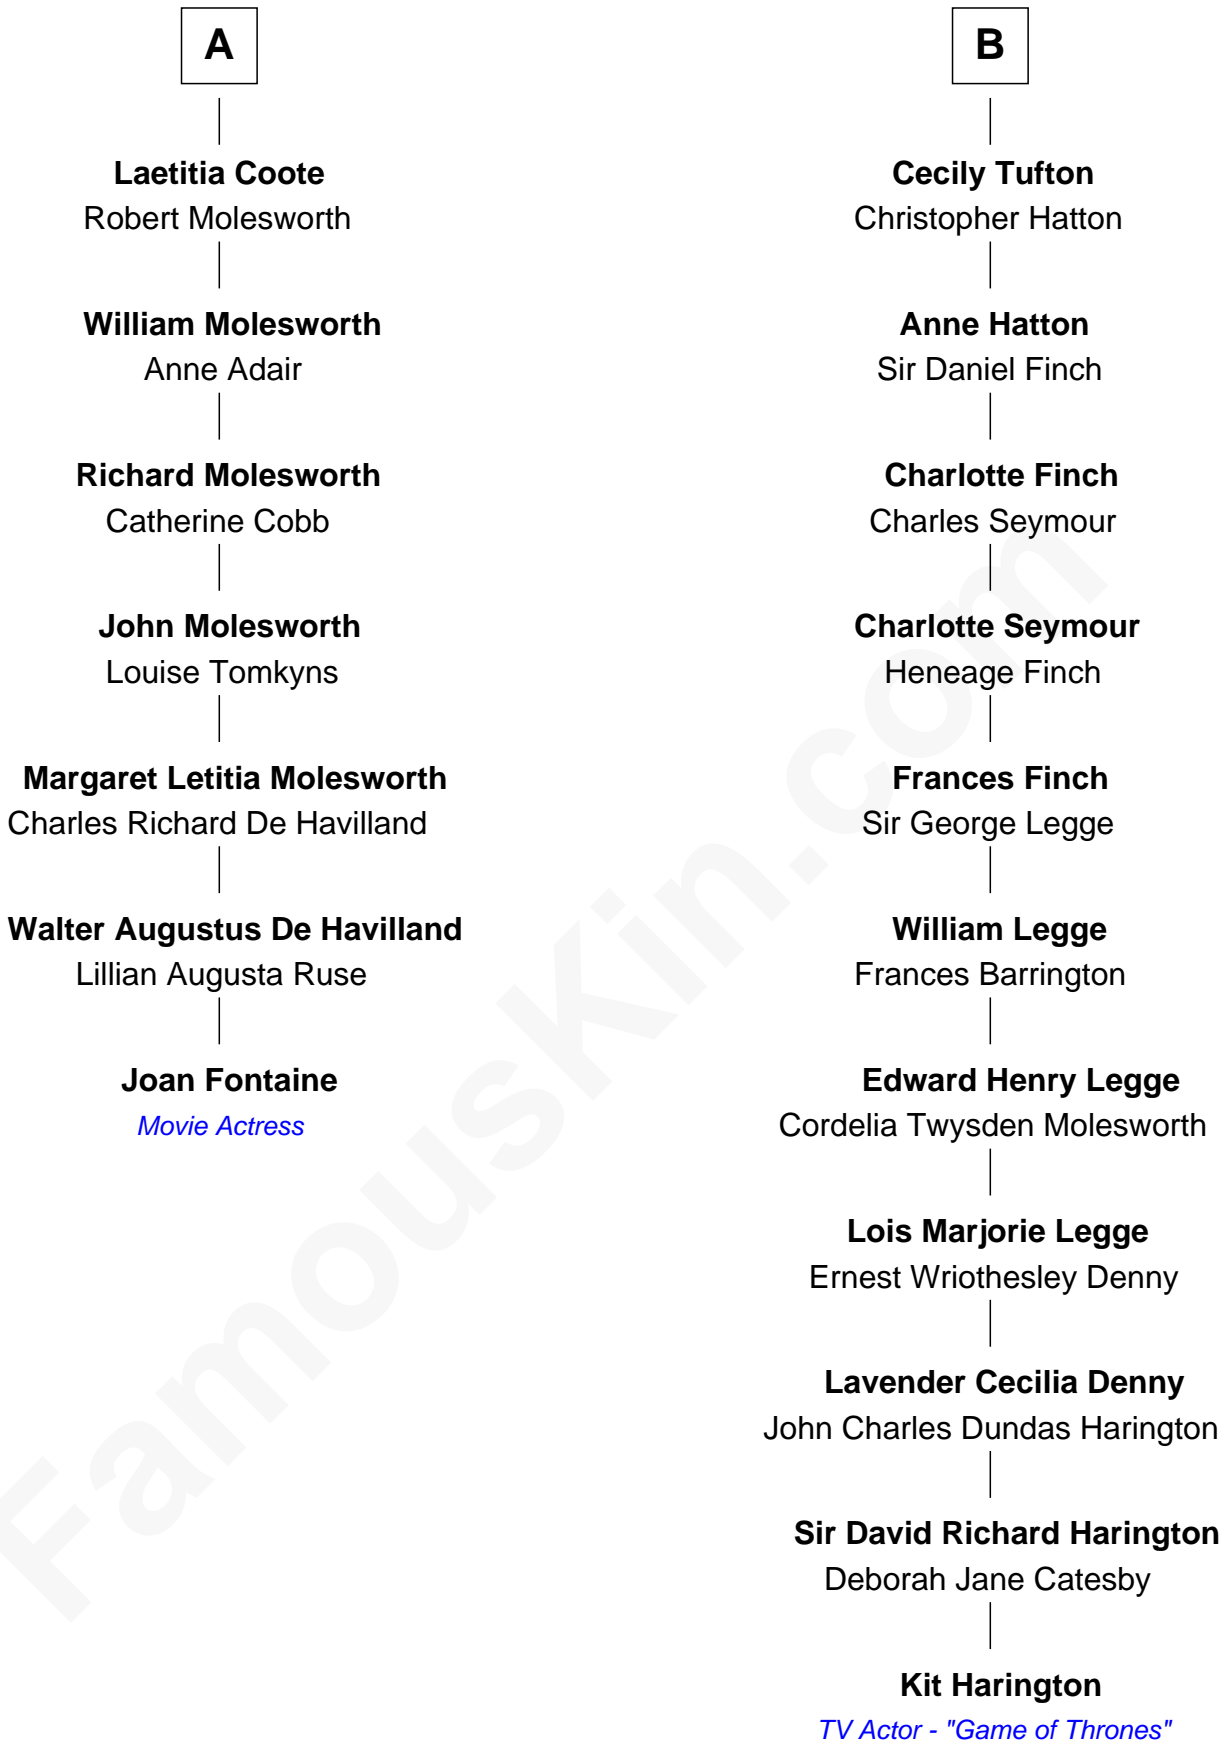 A
Laetitia Coote
Robert Molesworth
William Molesworth
Anne Adair
Richard Molesworth
Catherine Cobb
John Molesworth
Louise Tomkyns
Margaret Letitia Molesworth
Charles Richard De Havilland
Walter Augustus De Havilland
Lillian Augusta Ruse
Joan Fontaine
Movie Actress
B
Cecily Tufton
Christopher Hatton
Anne Hatton
Sir Daniel Finch
Charlotte Finch
Charles Seymour
Charlotte Seymour
Heneage Finch
Frances Finch
Sir George Legge
William Legge
Frances Barrington
Edward Henry Legge
Cordelia Twysden Molesworth
Lois Marjorie Legge
Ernest Wriothesley Denny
Lavender Cecilia Denny
John Charles Dundas Harington
Sir David Richard Harington
Deborah Jane Catesby
Kit Harington
TV Actor - "Game of Thrones"
FamousKin.com